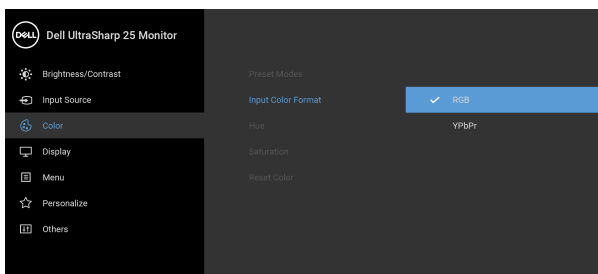 DELL Dell UltraSharp 25 Monitor
Brightness/Contrast
Input Source
Color
Display
Menu
Personalize
Others
Preset Modes
Input Color Format
Hue
Saturation
Reset Color
RGB
YPbPr